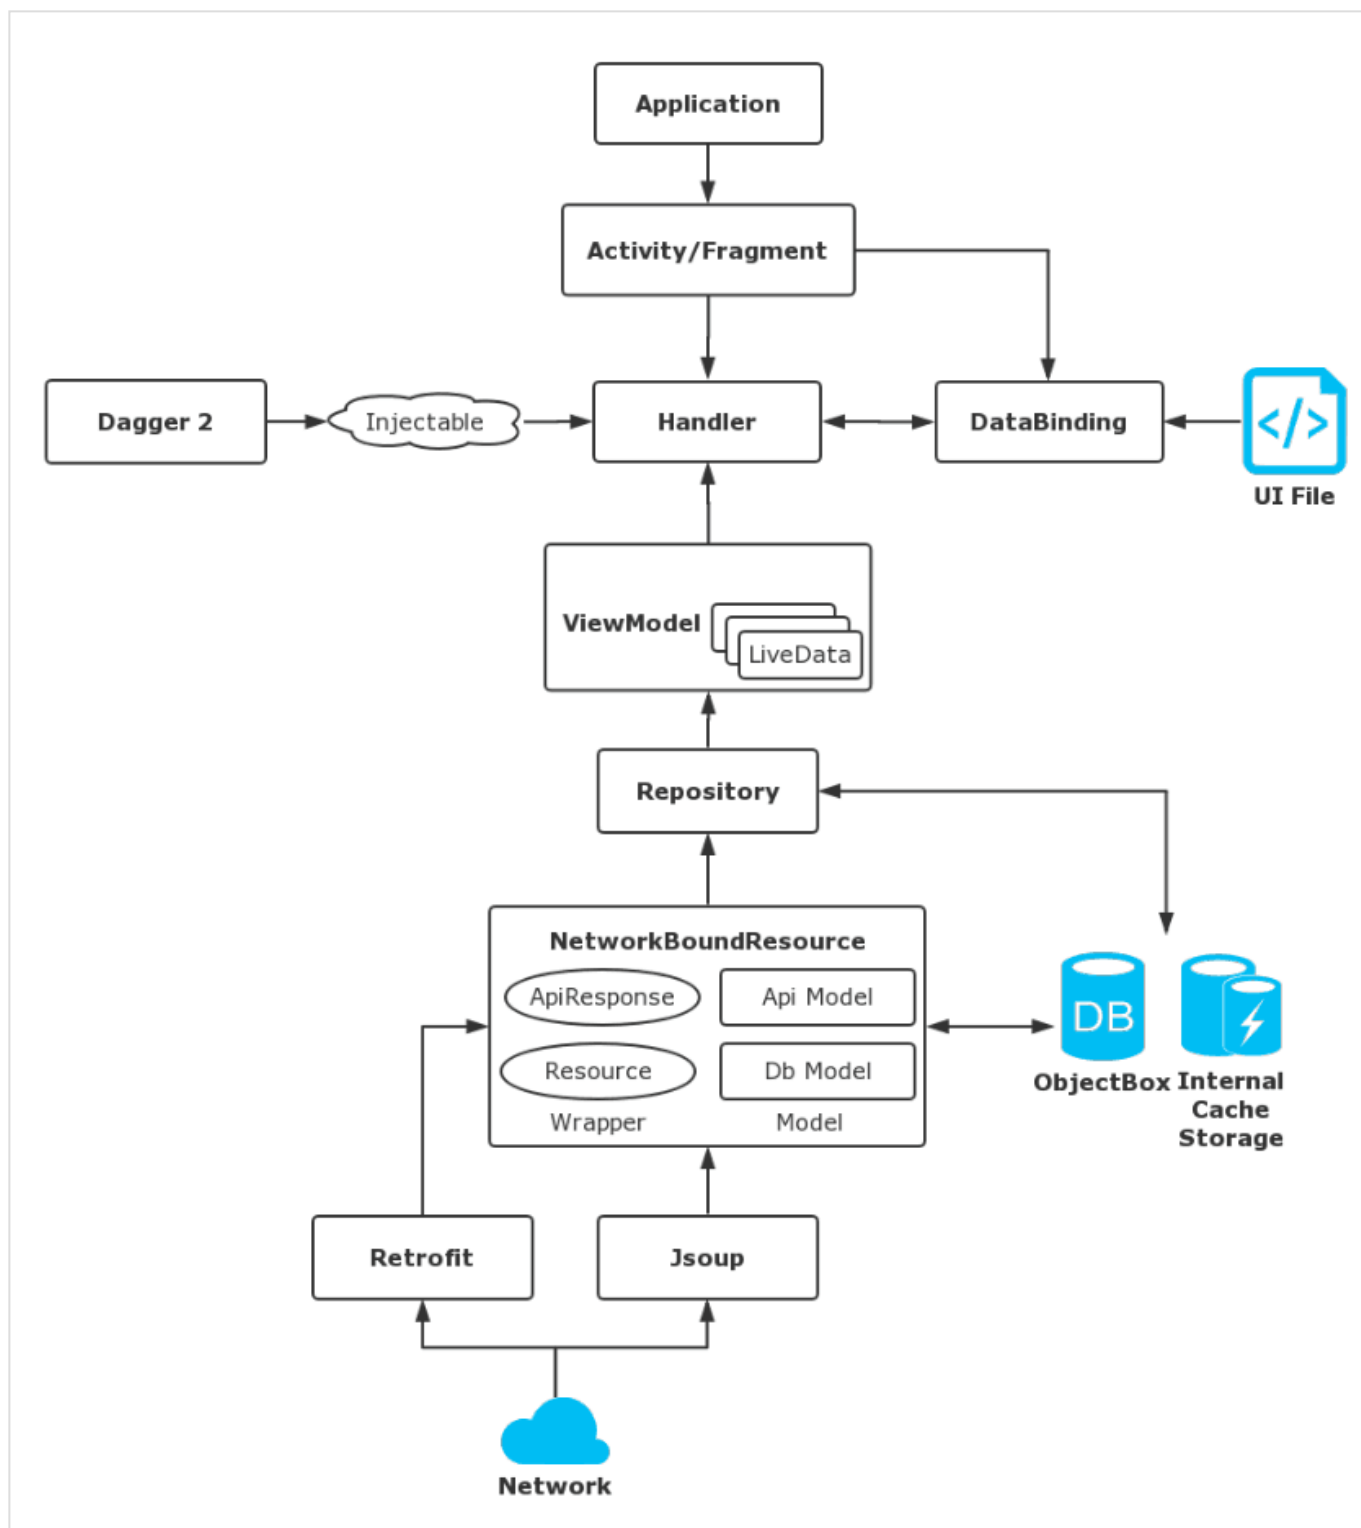 Application
Activity/Fragment
Dagger 2
Injectable
Handler
DataBinding
</>
UI File
ViewModel
LiveData
Repository
NetworkBoundResource
ApiResponse
Api Model
Resource
Db Model
Wrapper
Model
DB
ObjectBox
Internal
Cache
Storage
Retrofit
Jsoup
Network